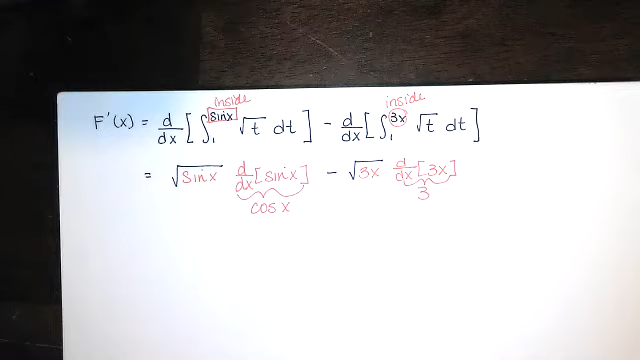 inside inside
F'(x) = d/dx [ ∫₁^sinx √t dt ] − d/dx [ ∫₁^3x √t dt ]
= √sinx d/dx [sinx] − √3x d/dx [3x]
cos x 3